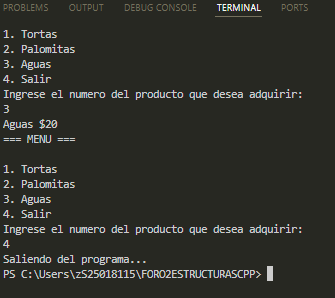 PROBLEMS OUTPUT DEBUG CONSOLE TERMINAL PORTS
1. Tortas
2. Palomitas
3. Aguas
4. Salir
Ingrese el numero del producto que desea adquirir:
3
Aguas $20
=== MENU ===
1. Tortas
2. Palomitas
3. Aguas
4. Salir
Ingrese el numero del producto que desea adquirir:
4
Saliendo del programa...
PS C:\Users\zS25018115\FORO2ESTRUCTURASCPP>